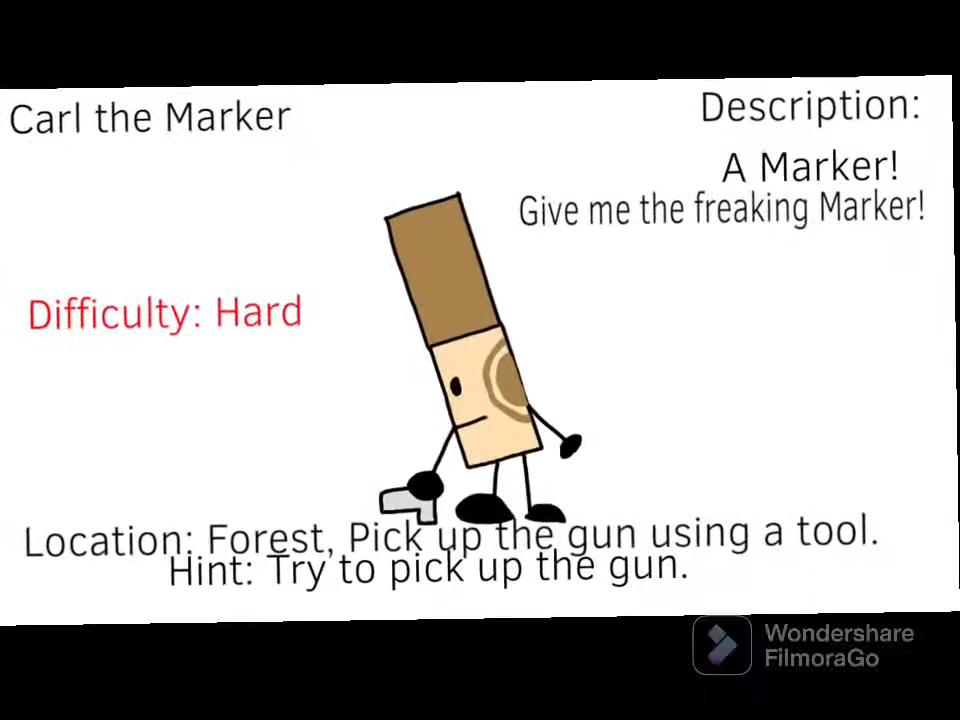 Carl the Marker
Description:
A Marker!
Give me the freaking Marker!
Difficulty: Hard
Location: Forest, Pick up the gun using a tool.
Hint: Try to pick up the gun.
Wondershare
FilmoraGo